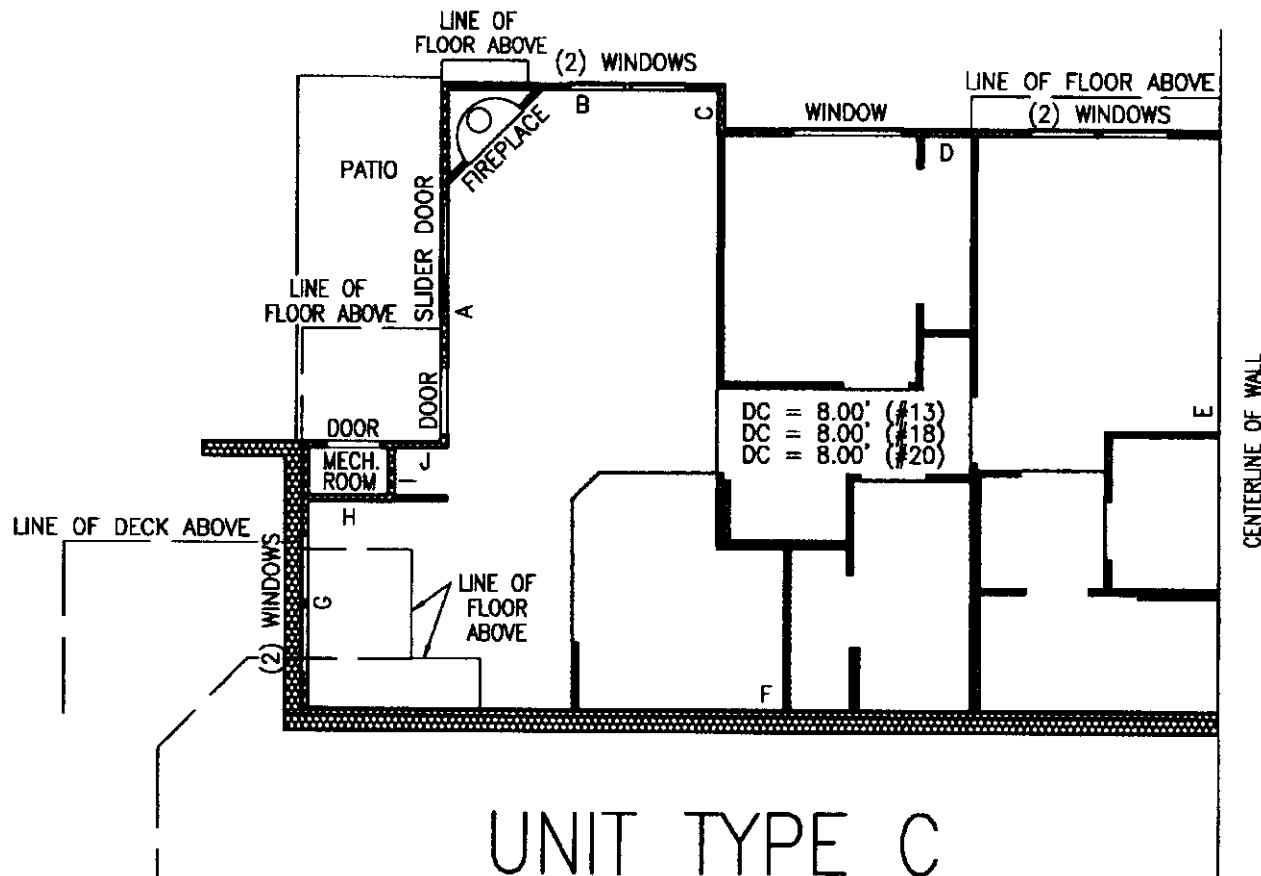 LINE OF
FLOOR ABOVE
(2) WINDOWS
LINE OF FLOOR ABOVE
(2) WINDOWS
WINDOW
B
C
D
FIREPLACE
PATIO
SLIDER DOOR
A
LINE OF
FLOOR ABOVE
DOOR
DC = 8.00' (#13)
DC = 8.00' (#18)
DC = 8.00' (#20)
E
CENTERLINE OF WALL
DOOR
MECH.
ROOM
J
I
H
LINE OF DECK ABOVE
(2) WINDOWS
G
LINE OF
FLOOR
ABOVE
F
UNIT TYPE C